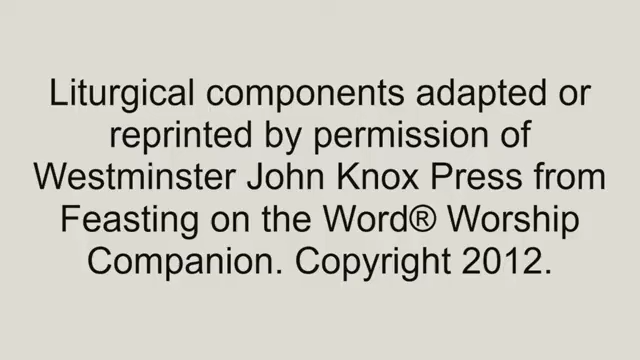 Liturgical components adapted or
reprinted by permission of
Westminster John Knox Press from
Feasting on the Word® Worship
Companion. Copyright 2012.